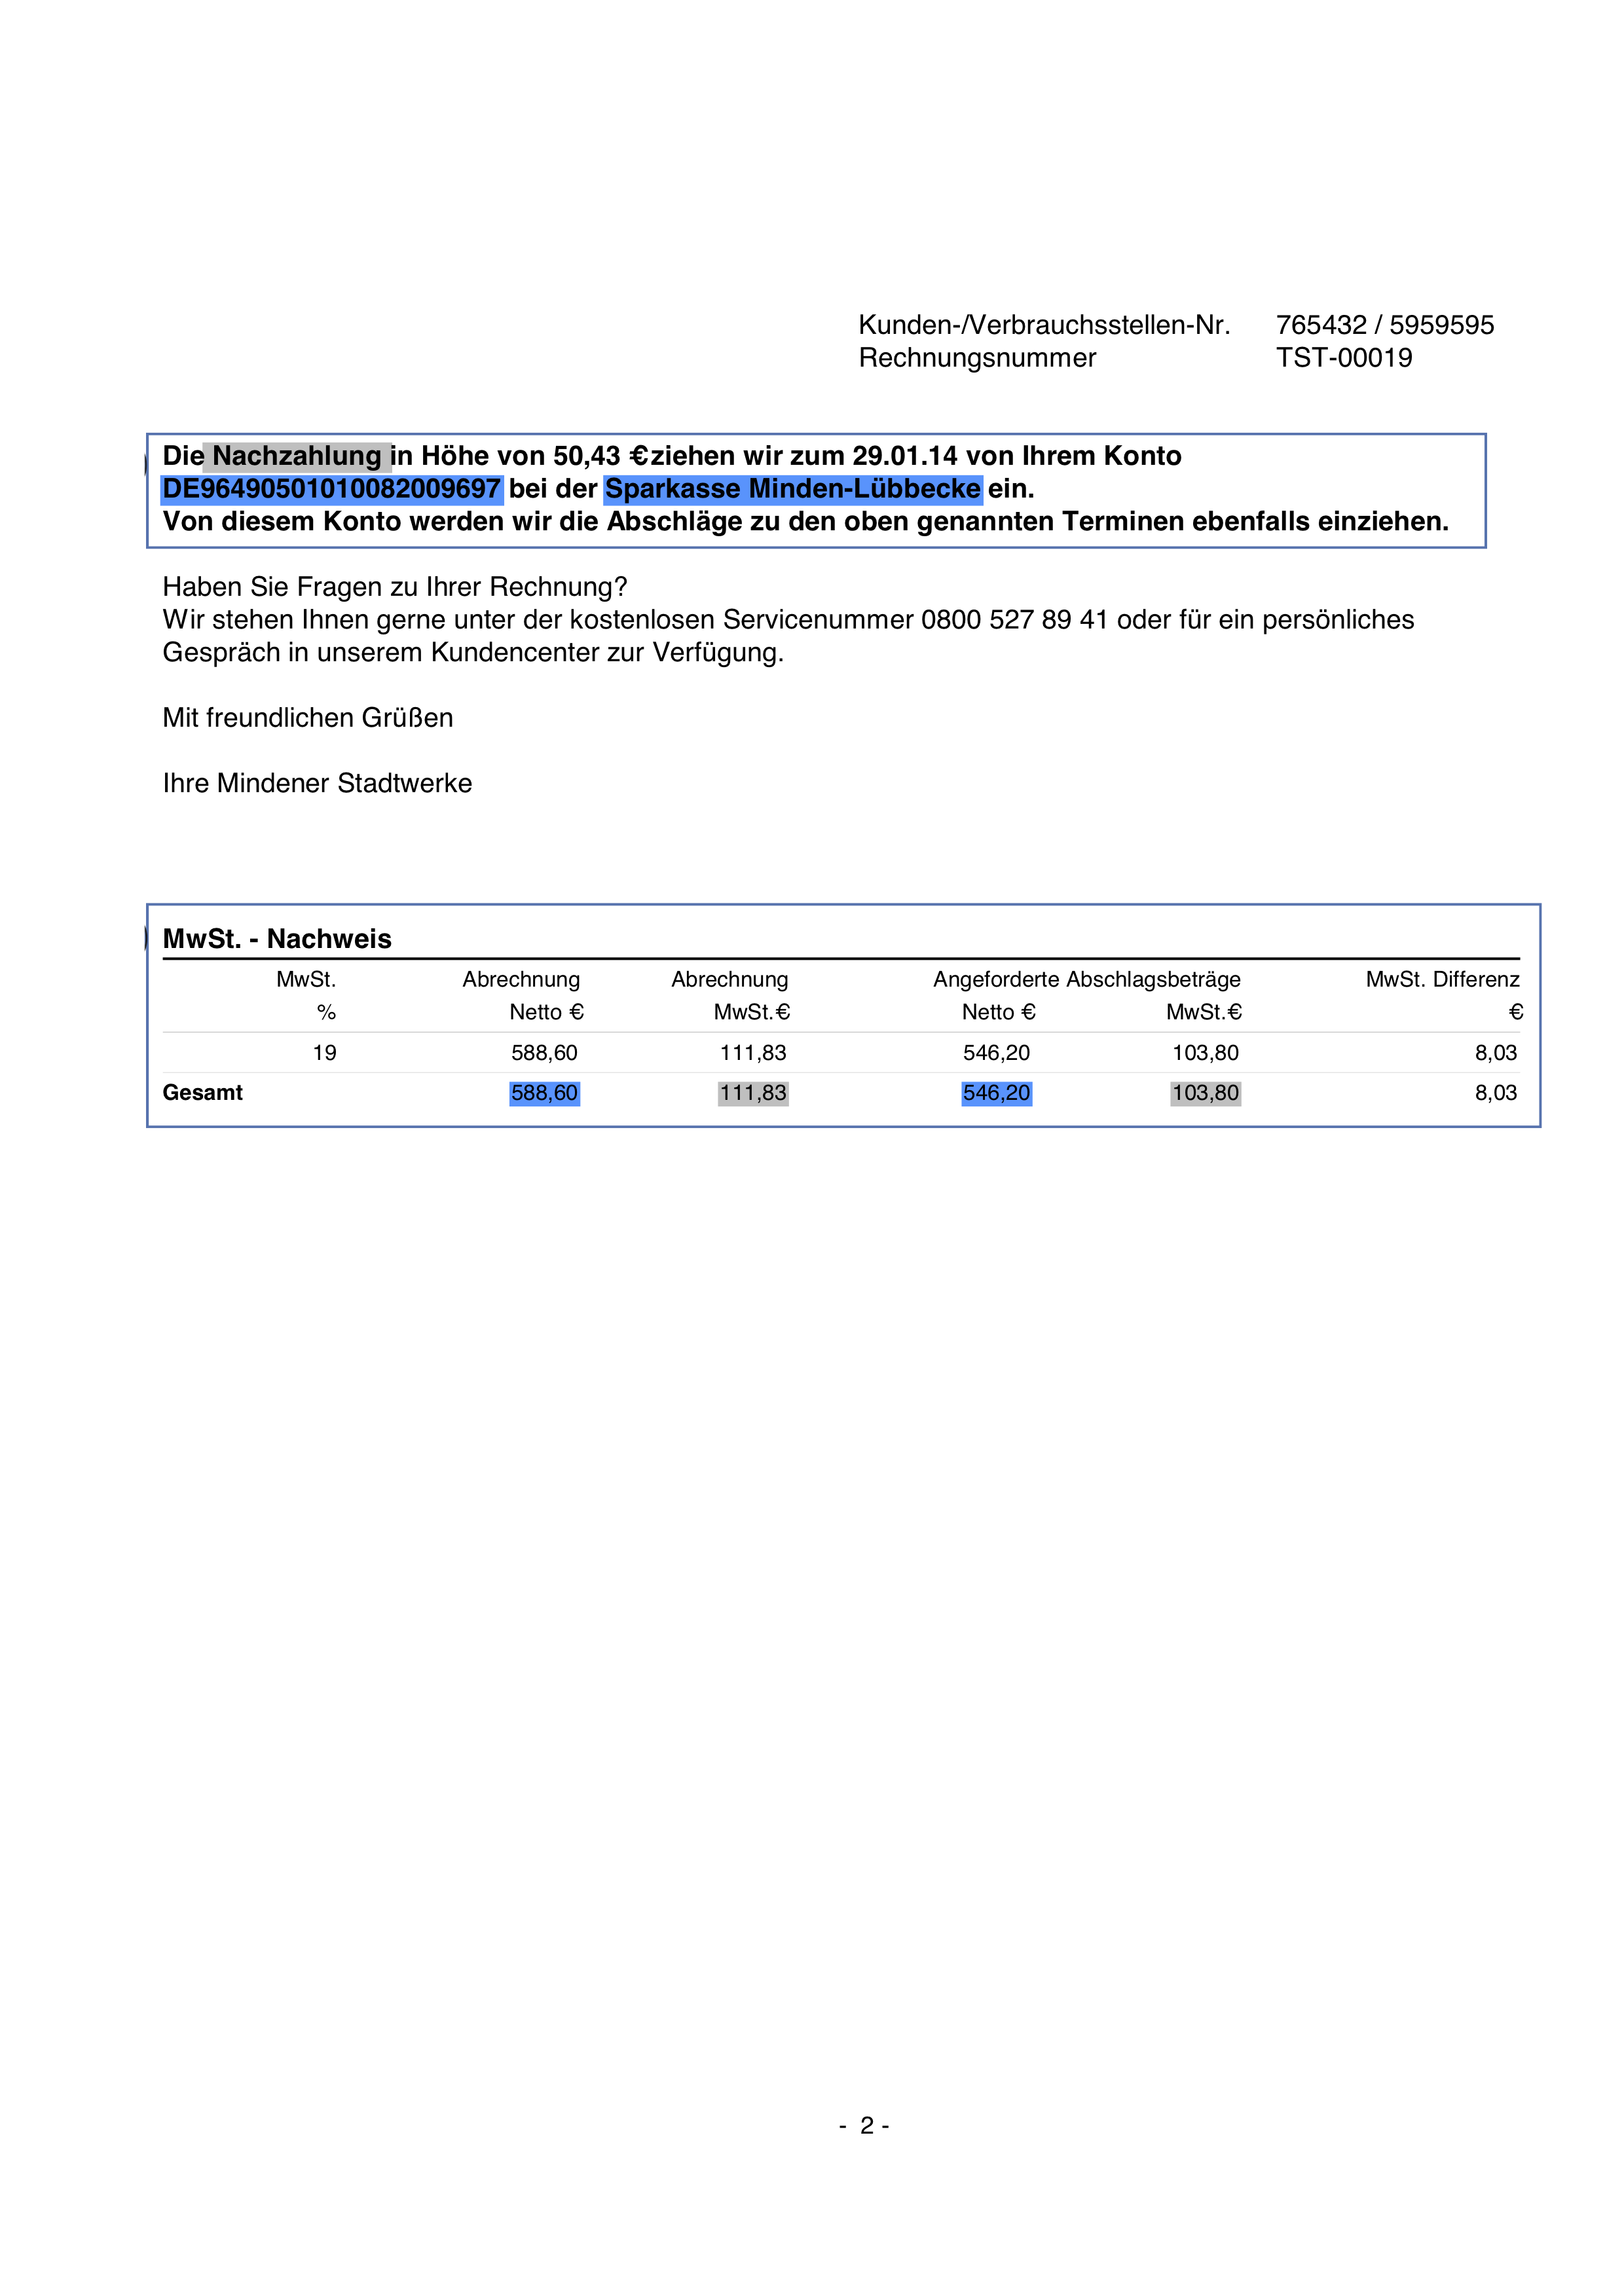 Kunden-/Verbrauchsstellen-Nr. 765432 / 5959595
Rechnungsnummer TST-00019
Die Nachzahlung in Höhe von 50,43 € ziehen wir zum 29.01.14 von Ihrem Konto
DE96490501010082009697 bei der Sparkasse Minden-Lübbecke ein.
Von diesem Konto werden wir die Abschläge zu den oben genannten Terminen ebenfalls einziehen.
Haben Sie Fragen zu Ihrer Rechnung?
Wir stehen Ihnen gerne unter der kostenlosen Servicenummer 0800 527 89 41 oder für ein persönliches
Gespräch in unserem Kundencenter zur Verfügung.
Mit freundlichen Grüßen
Ihre Mindener Stadtwerke
MwSt. - Nachweis
MwSt. Abrechnung Abrechnung Angeforderte Abschlagsbeträge MwSt. Differenz
% Netto € MwSt.€ Netto € MwSt.€ €
19 588,60 111,83 546,20 103,80 8,03
Gesamt 588,60 111,83 546,20 103,80 8,03
- 2 -